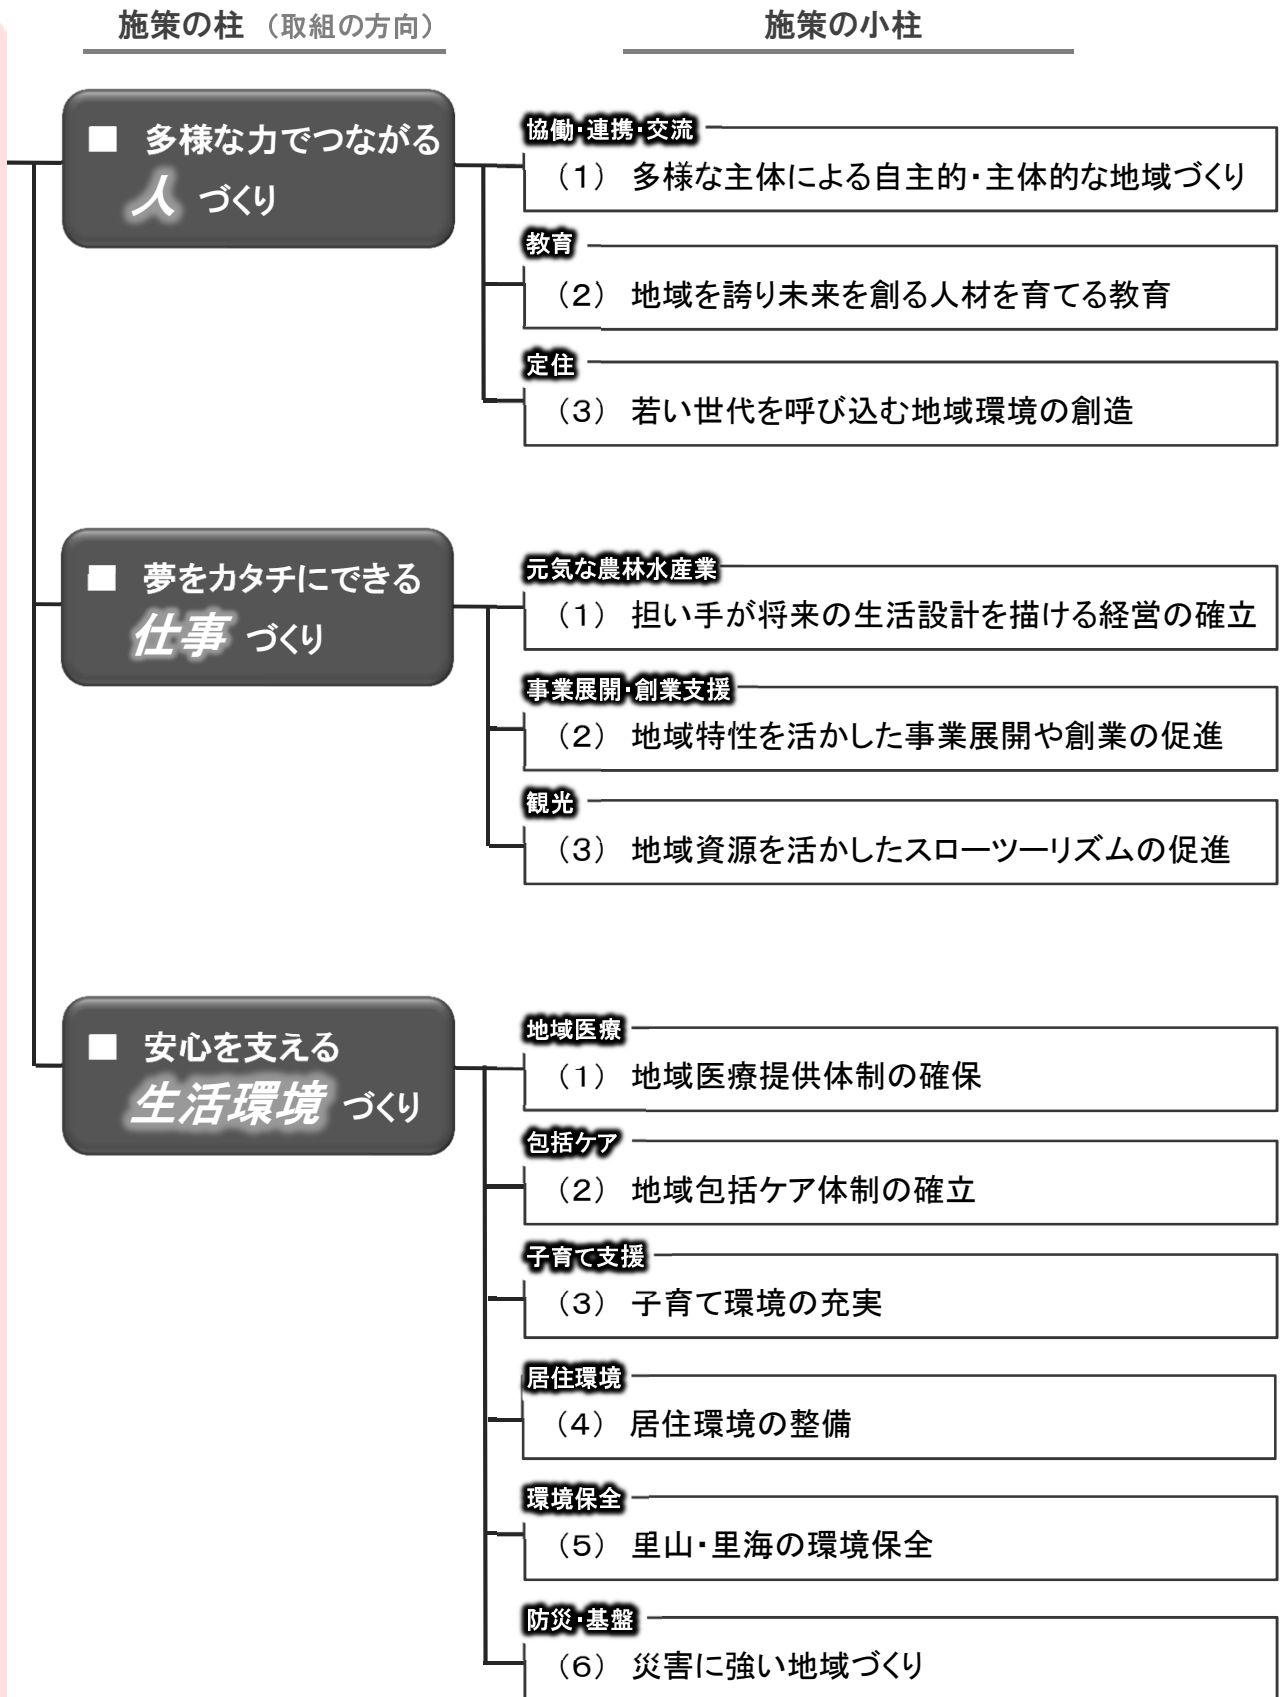 施策の柱（取組の方向）
施策の小柱
■ 多様な力でつながる
人 づくり
協働・連携・交流
（1） 多様な主体による自主的・主体的な地域づくり
教育
（2） 地域を誇り未来を創る人材を育てる教育
定住
（3） 若い世代を呼び込む地域環境の創造
■ 夢をカタチにできる
仕事 づくり
元気な農林水産業
（1） 担い手が将来の生活設計を描ける経営の確立
事業展開・創業支援
（2） 地域特性を活かした事業展開や創業の促進
観光
（3） 地域資源を活かしたスローツーリズムの促進
■ 安心を支える
生活環境 づくり
地域医療
（1） 地域医療提供体制の確保
包括ケア
（2） 地域包括ケア体制の確立
子育て支援
（3） 子育て環境の充実
居住環境
（4） 居住環境の整備
環境保全
（5） 里山・里海の環境保全
防災・基盤
（6） 災害に強い地域づくり